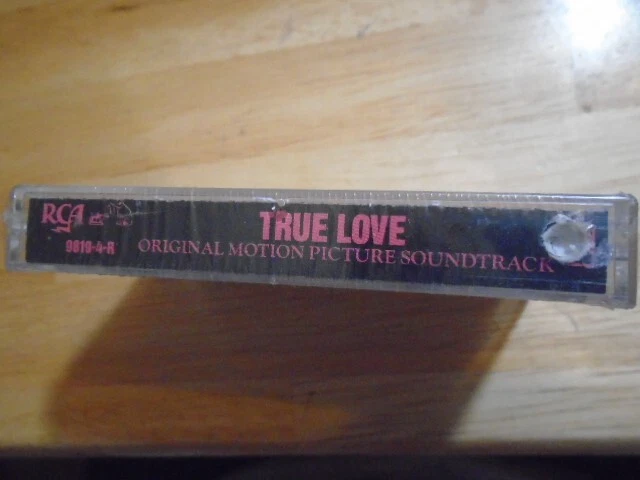 RCA
TRUE LOVE
9819-4-R
ORIGINAL MOTION PICTURE SOUNDTRACK